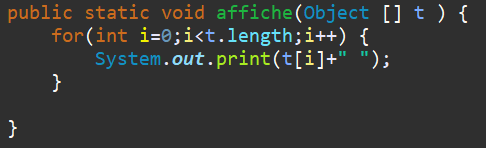 public static void affiche(Object [] t ) {
    for(int i=0;i<t.length;i++) {
        System.out.print(t[i]+" ");
    }
}